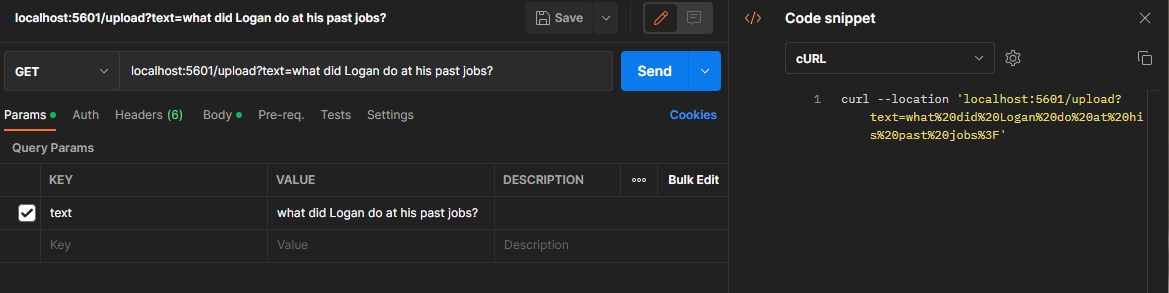 localhost:5601/upload?text=what did Logan do at his past jobs?
Save
GET
localhost:5601/upload?text=what did Logan do at his past jobs?
Send
Params Auth Headers (6) Body Pre-req. Tests Settings
Cookies
Query Params
KEY VALUE DESCRIPTION ooo Bulk Edit
text what did Logan do at his past jobs?
Key Value Description
</> Code snippet
cURL
1 curl --location 'localhost:5601/upload?
text=what%20did%20Logan%20do%20at%20hi
s%20past%20jobs%3F'